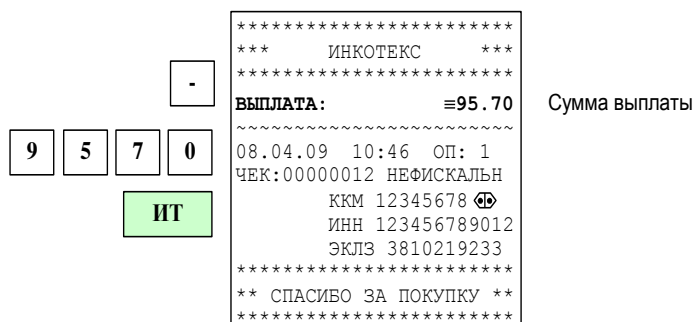 ************************
*** ИНКОТЕКС ***
************************
-
ВЫПЛАТА: ≡95.70 Сумма выплаты
~~~~~~~~~~~~~~~~~~~~~~~~
9 5 7 0
08.04.09 10:46 ОП: 1
ЧЕК:00000012 НЕФИСКАЛЬН
ИТ
ККМ 12345678
ИНН 123456789012
ЭКЛЗ 3810219233
************************
** СПАСИБО ЗА ПОКУПКУ **
************************